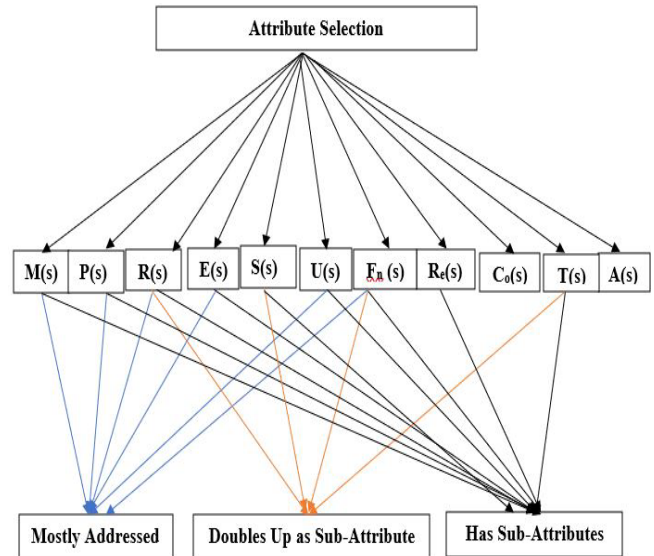 Attribute Selection
M(s) P(s) R(s) E(s) S(s) U(s) Fn (s) Re(s) Co(s) T(s) A(s)
Mostly Addressed Doubles Up as Sub-Attribute Has Sub-Attributes